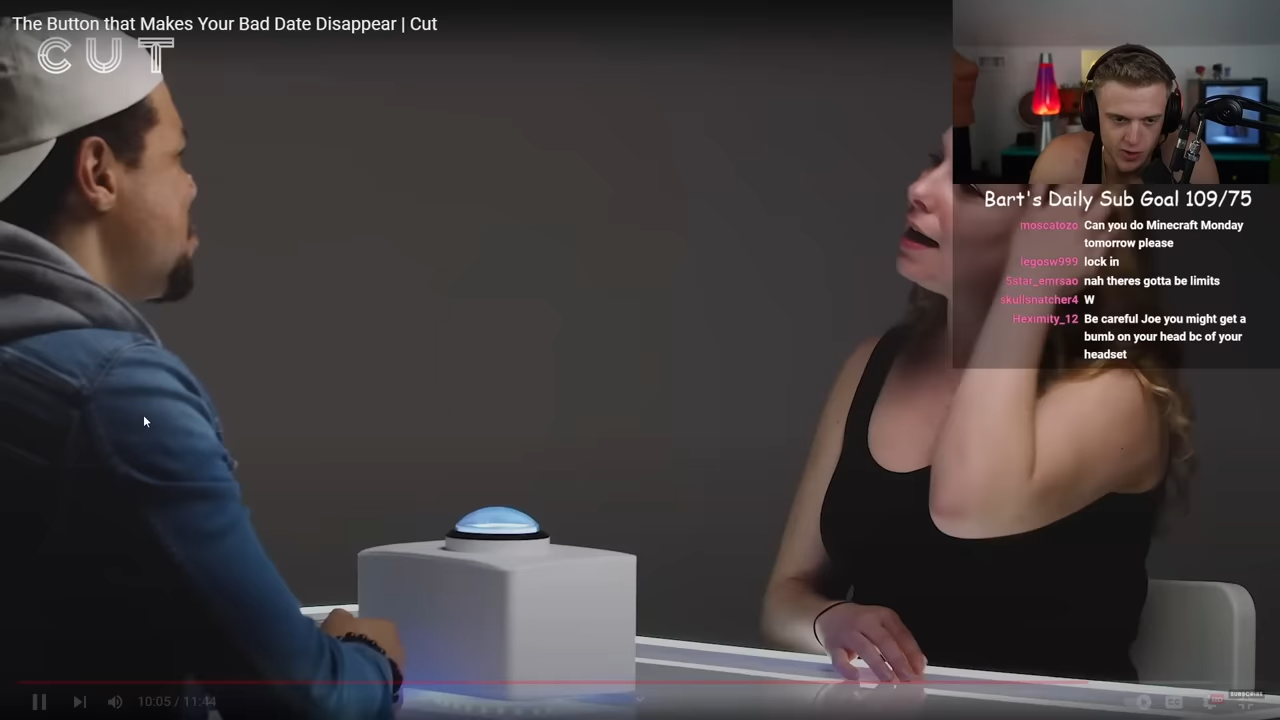 The Button that Makes Your Bad Date Disappear | Cut
CUT
Bart's Daily Sub Goal 109/75
moscatozo Can you do Minecraft Monday
tomorrow please
legosw999 lock in
5star_emrsao nah theres gotta be limits
skullsnatcher4 W
Heximity_12 Be careful Joe you might get a
bumb on your head bc of your
headset
10:05 / 11:44
SUBSCRIBE